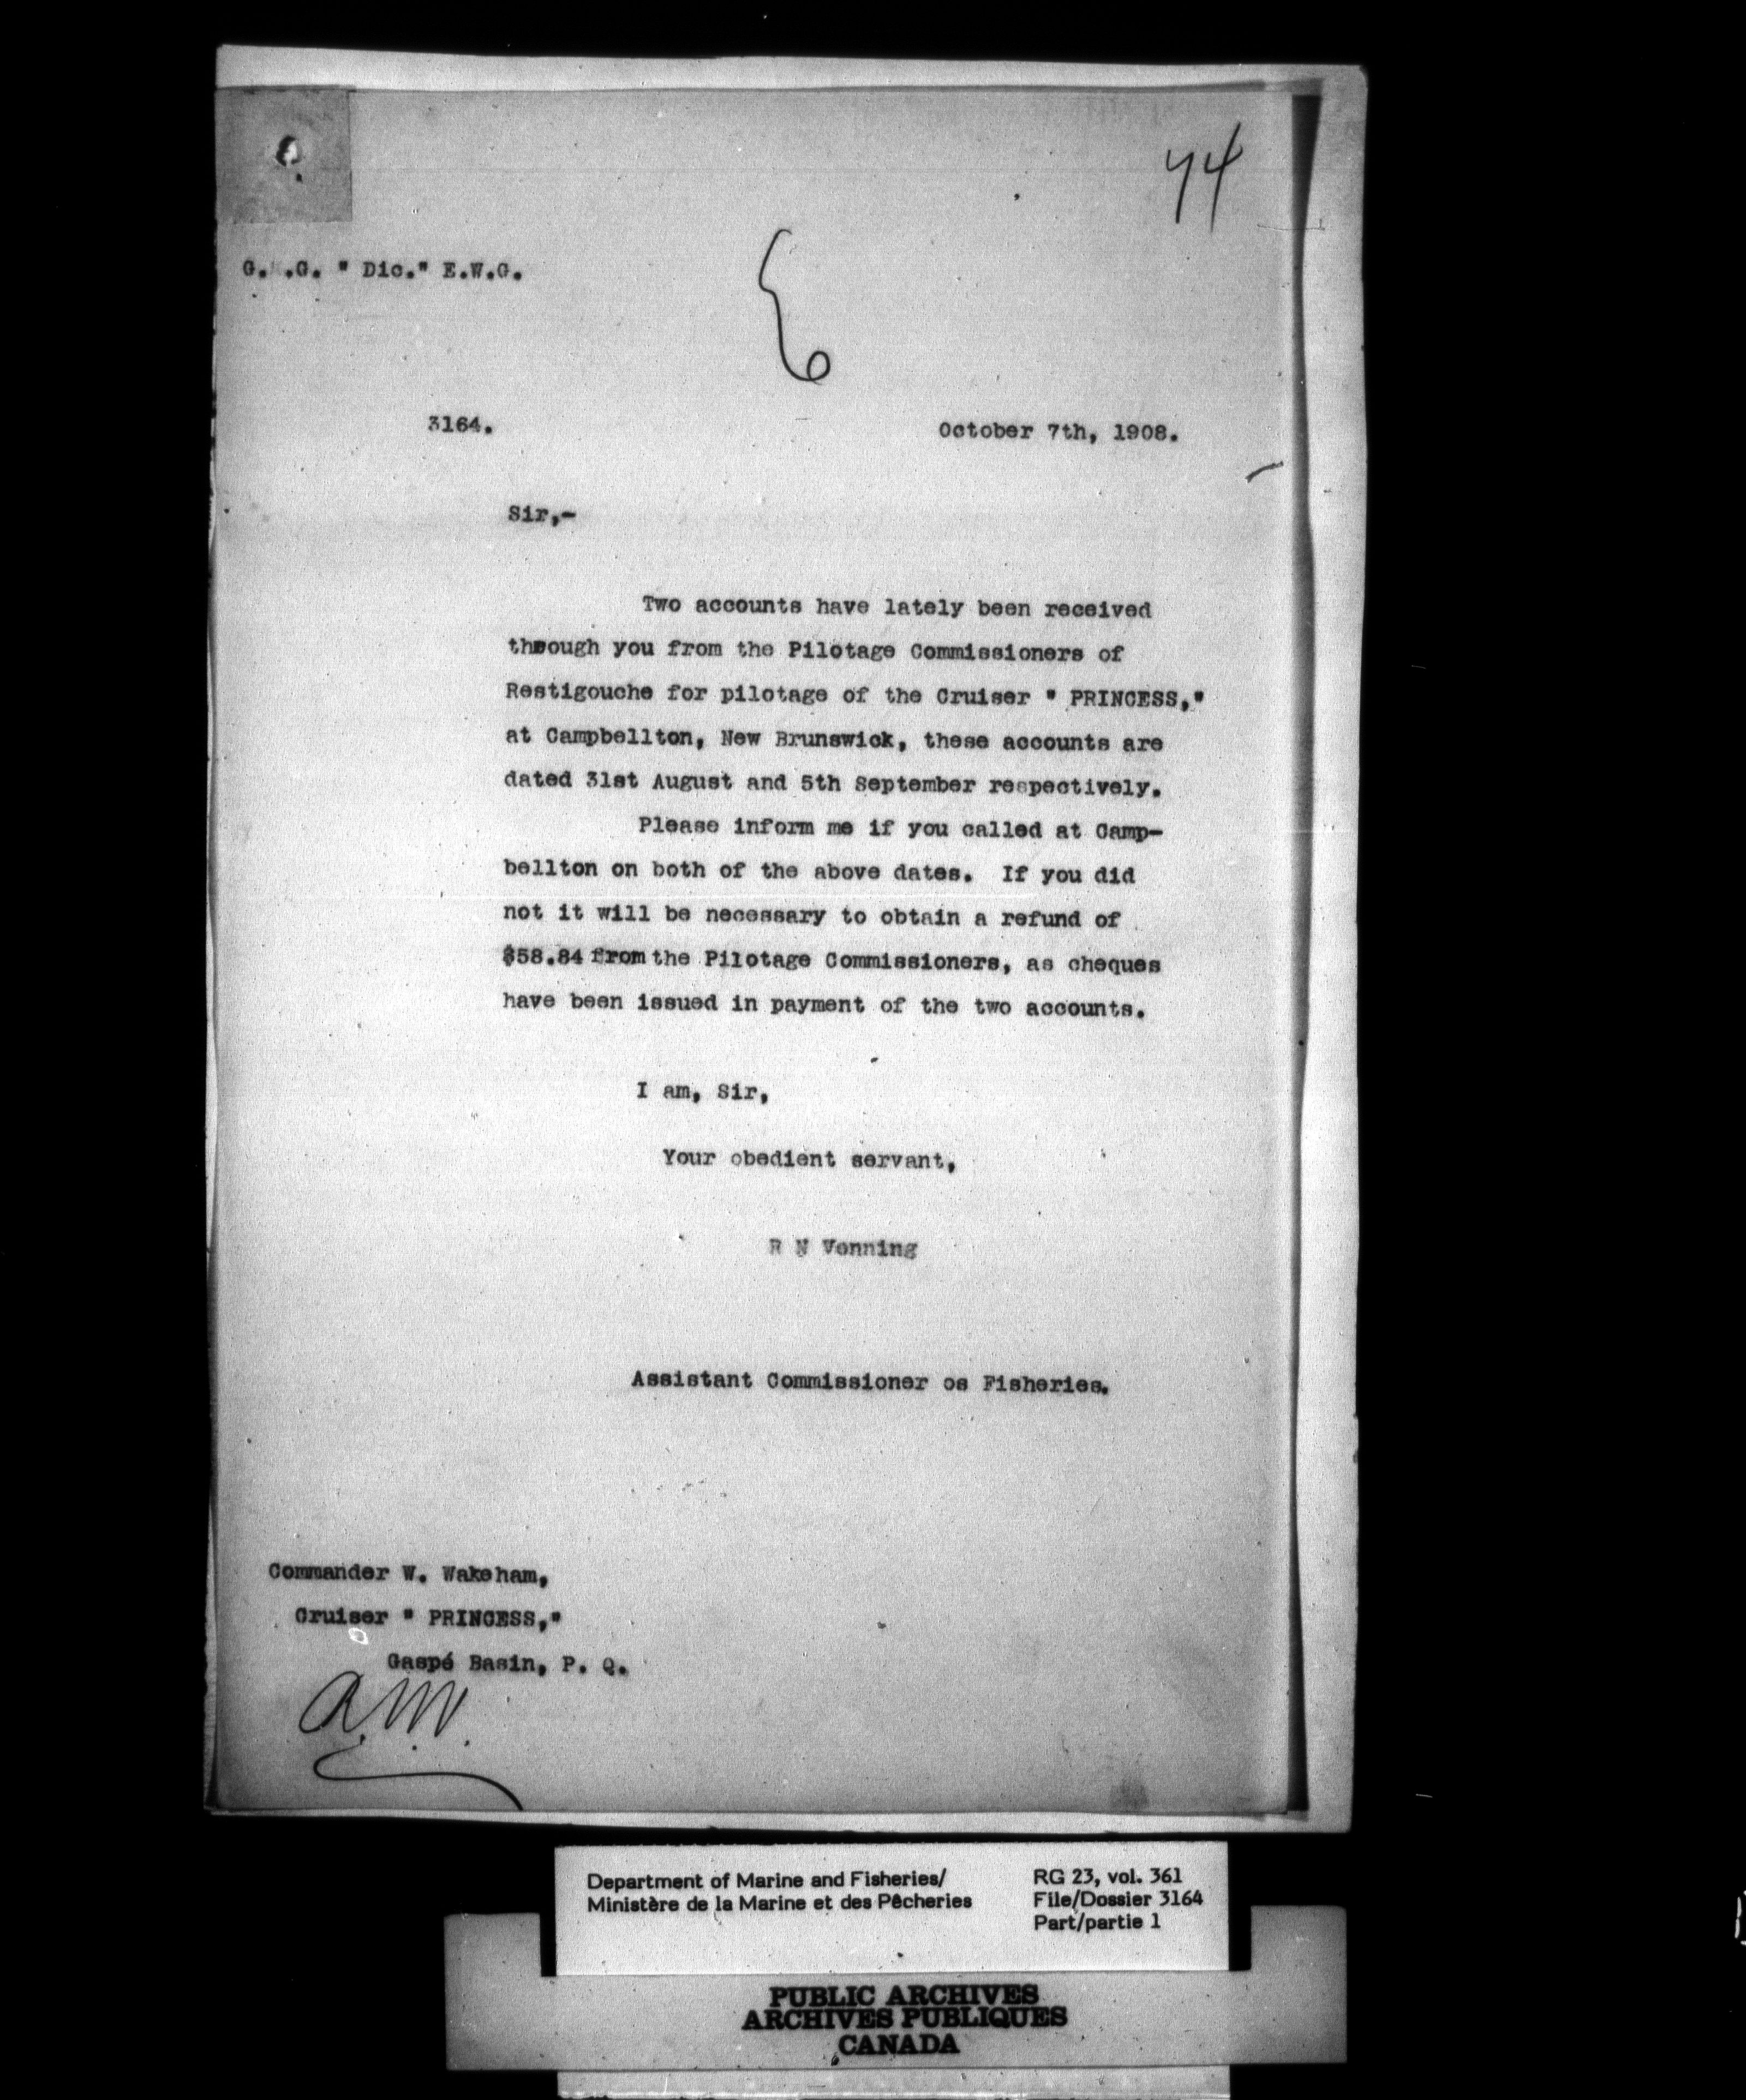 74
G. .G. " Dic." E.W.G.
3164.
October 7th, 1908.
Sir,-
Two accounts have lately been received
through you from the Pilotage Commissioners of
Restigouche for pilotage of the Cruiser " PRINCESS,"
at Campbellton, New Brunswick, these accounts are
dated 31st August and 5th September respectively.
Please inform me if you called at Camp-
bellton on both of the above dates. If you did
not it will be necessary to obtain a refund of
$58.84 from the Pilotage Commissioners, as cheques
have been issued in payment of the two accounts.
I am, Sir,
Your obedient servant,
R N Venning
Assistant Commissioner os Fisheries.
Commander W. Wakeham,
Cruiser " PRINCESS,"
Gaspé Basin, P. Q.
Department of Marine and Fisheries/
Ministère de la Marine et des Pêcheries
RG 23, vol. 361
File/Dossier 3164
Part/partie 1
PUBLIC ARCHIVES
ARCHIVES PUBLIQUES
CANADA